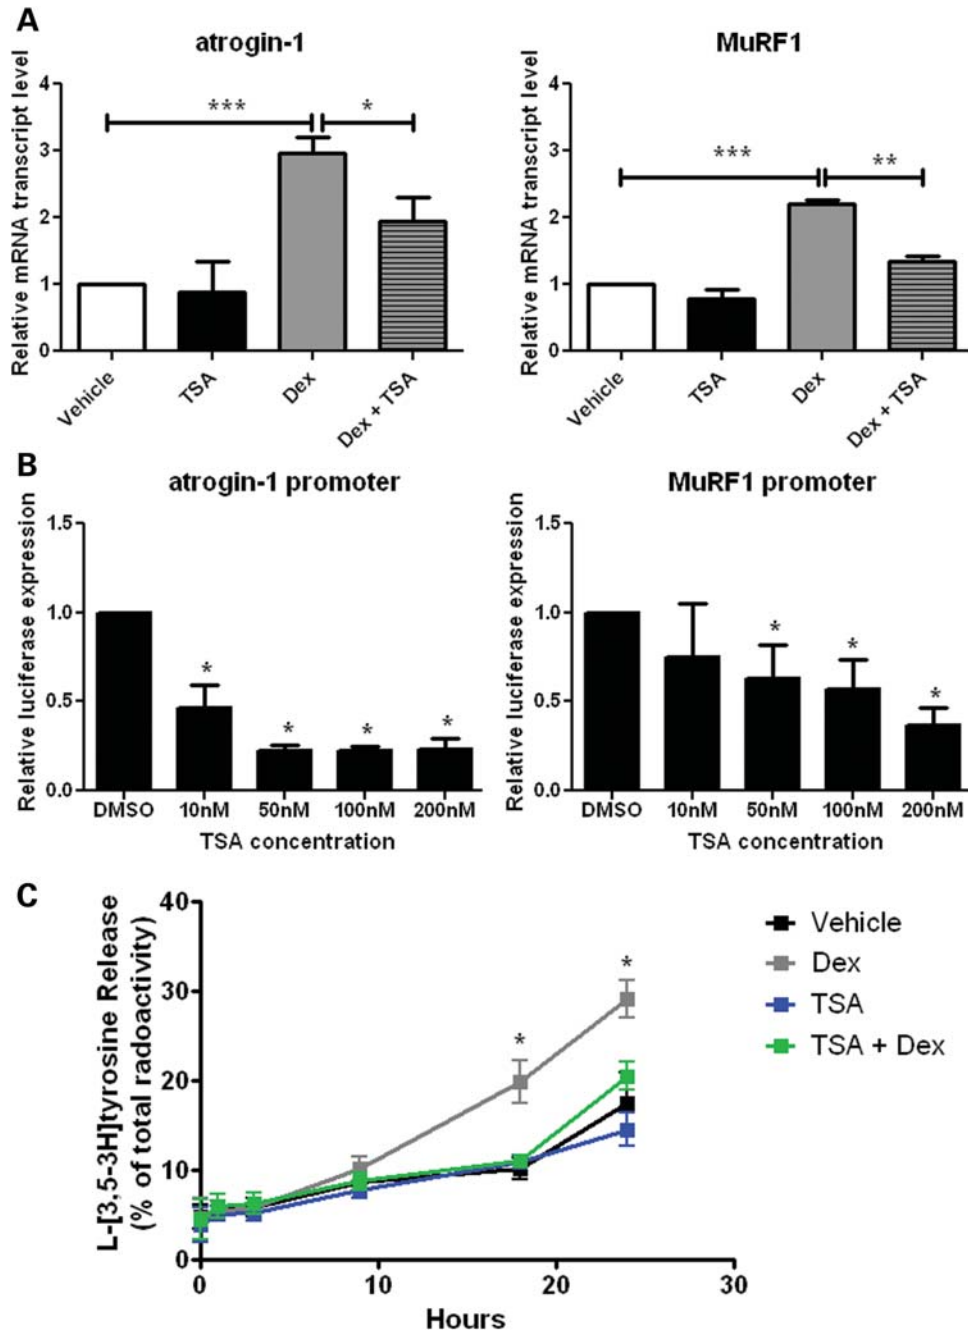 A
atrogin-1
MuRF1
Relative mRNA transcript level
4
3
2
1
0
***
*
Vehicle
TSA
Dex
Dex + TSA
Relative mRNA transcript level
4
3
2
1
0
***
**
Vehicle
TSA
Dex
Dex + TSA
B
atrogin-1 promoter
MuRF1 promoter
Relative luciferase expression
1.5
1.0
0.5
0.0
*
*
*
*
DMSO
10nM
50nM
100nM
200nM
TSA concentration
Relative luciferase expression
1.5
1.0
0.5
0.0
*
*
*
DMSO
10nM
50nM
100nM
200nM
TSA concentration
C
L-[3,5-3H]tyrosine Release
(% of total radoactivity)
40
30
20
10
0
*
*
0
10
20
30
Hours
Vehicle
Dex
TSA
TSA + Dex